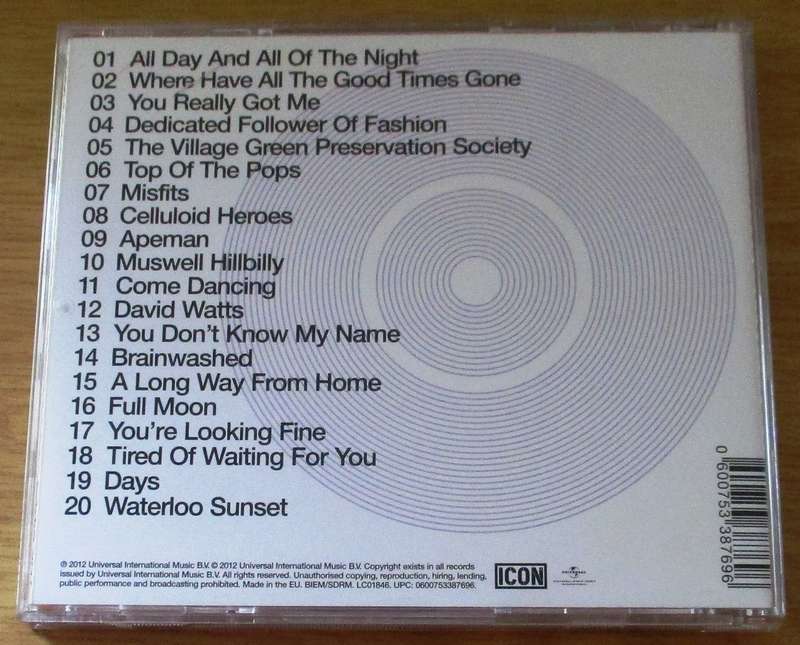 01 All Day And All Of The Night
02 Where Have All The Good Times Gone
03 You Really Got Me
04 Dedicated Follower Of Fashion
05 The Village Green Preservation Society
06 Top Of The Pops
07 Misfits
08 Celluloid Heroes
09 Apeman
10 Muswell Hillbilly
11 Come Dancing
12 David Watts
13 You Don't Know My Name
14 Brainwashed
15 A Long Way From Home
16 Full Moon
17 You're Looking Fine
18 Tired Of Waiting For You
19 Days
20 Waterloo Sunset
℗ 2012 Universal International Music B.V. © 2012 Universal International Music B.V. Copyright exists in all records
issued by Universal International Music B.V. All rights reserved. Unauthorised copying, reproduction, hiring, lending,
public performance and broadcasting prohibited. Made in the EU. BIEM/SDRM. LC01846. UPC: 0600753387696.
ICON
UNIVERSAL
0 600753 387696